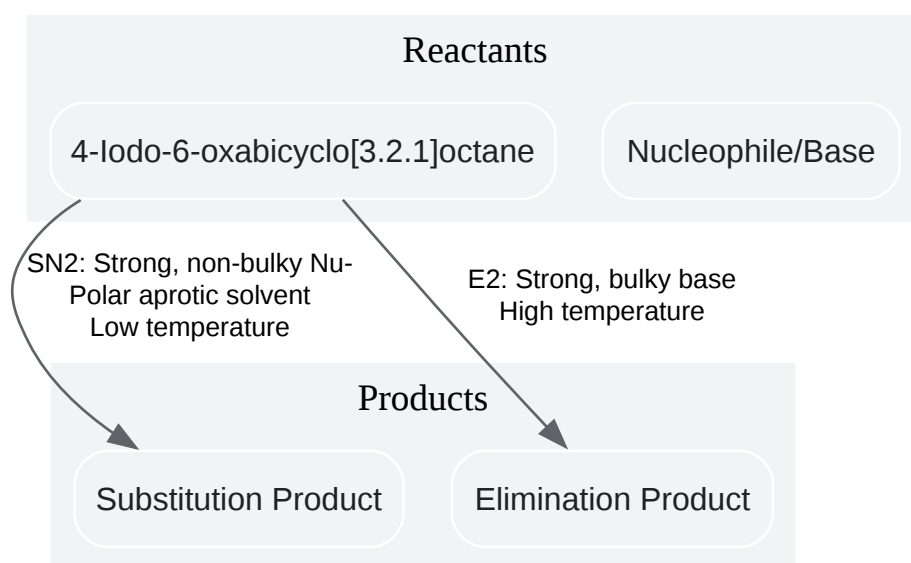 Reactants
4-Iodo-6-oxabicyclo[3.2.1]octane
Nucleophile/Base
SN2: Strong, non-bulky Nu-
Polar aprotic solvent
Low temperature
E2: Strong, bulky base
High temperature
Products
Substitution Product
Elimination Product